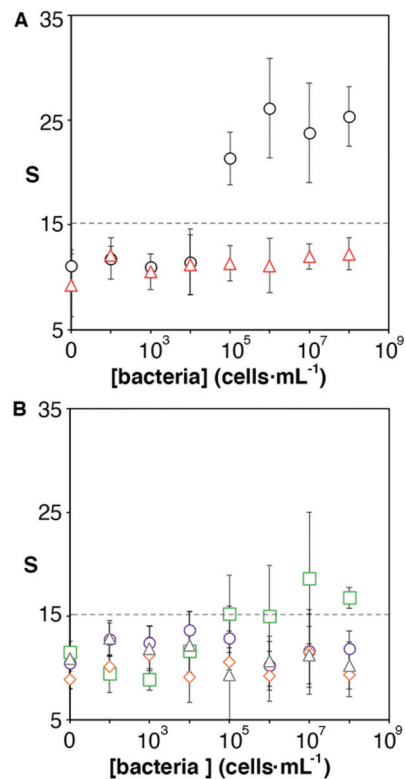 A
35
25
S
15
5
0 10³ 10⁵ 10⁷ 10⁹
[bacteria] (cells·mL⁻¹)
B
35
25
S
15
5
0 10³ 10⁵ 10⁷ 10⁹
[bacteria ] (cells·mL⁻¹)